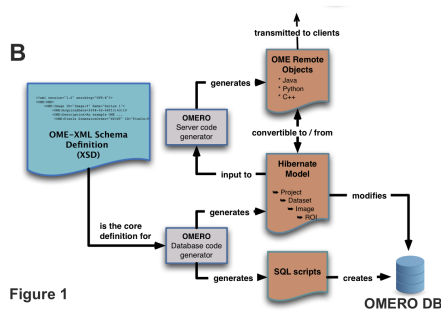 transmitted to clients
B
OME Remote
Objects
* Java
* Python
* C++
generates
OME-XML Schema
Definition
(XSD)
OMERO
Server code
generator
convertible to / from
Hibernate
Model
Project
Dataset
Image
ROI
input to
modifies
is the core
definition for
OMERO
Database code
generator
generates
generates
SQL scripts
creates
OMERO DB
Figure 1